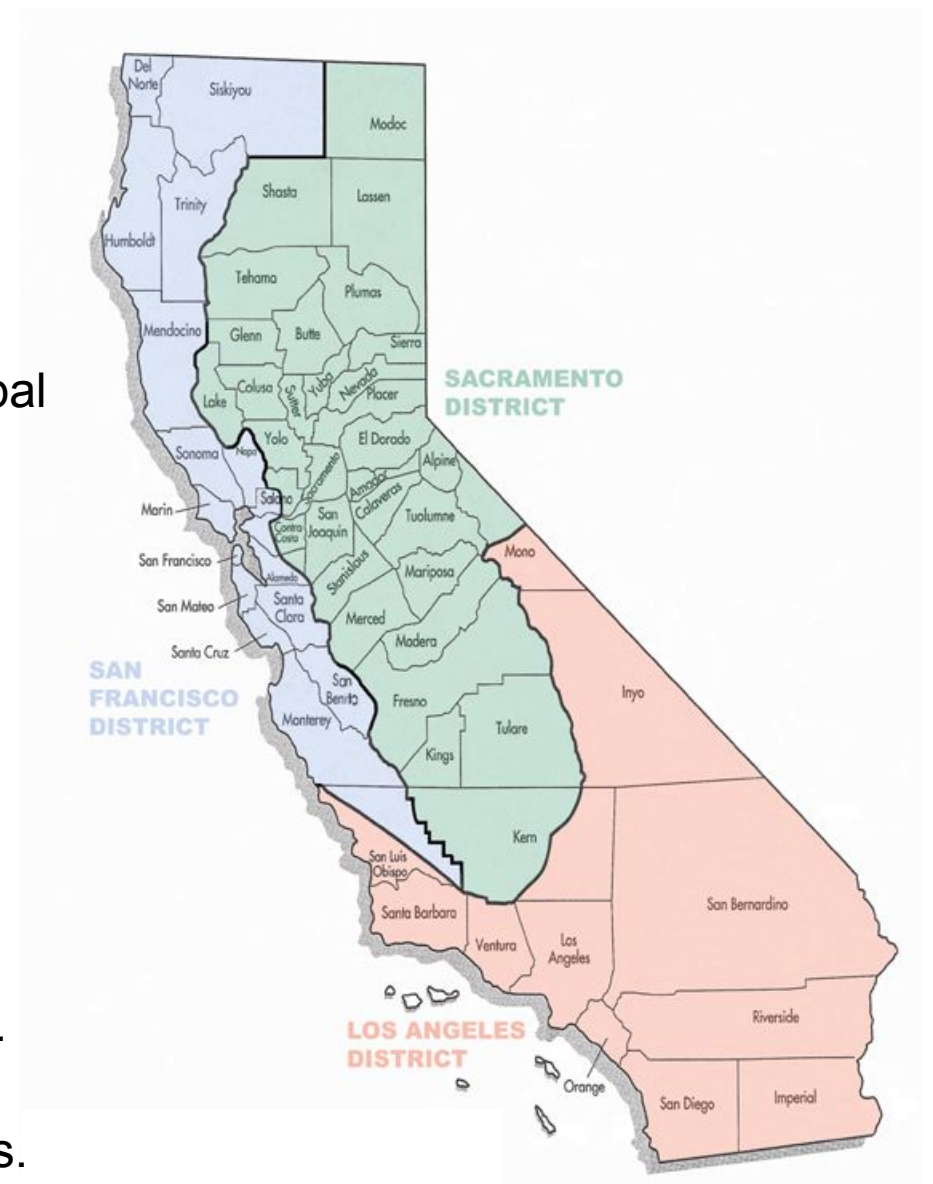 Del
Norte
Siskiyou
Modoc
Shasta
Lassen
Trinity
Humboldt
Tehama
Plumas
Mendocino
Glenn
Butte
Sierra
Yuba
Nevada
Colusa
Sutter
Placer
Lake
bal
SACRAMENTO
DISTRICT
Yolo
El Dorado
Sonoma
Napa
Sacramento
Alpine
Amador
Calaveras
Solano
Marin
San
Joaquin
Tuolumne
Contra
Costa
San Francisco
Mono
Stanislaus
Mariposa
Alameda
San Mateo
Santa
Clara
Merced
Madera
Santa Cruz
SAN
FRANCISCO
DISTRICT
San
Benito
Fresno
Inyo
Monterey
Tulare
Kings
Kern
San Luis
Obispo
San Bernardino
Santa Barbara
Ventura
Los
Angeles
Riverside
LOS ANGELES
DISTRICT
.
Orange
San Diego
Imperial
s.